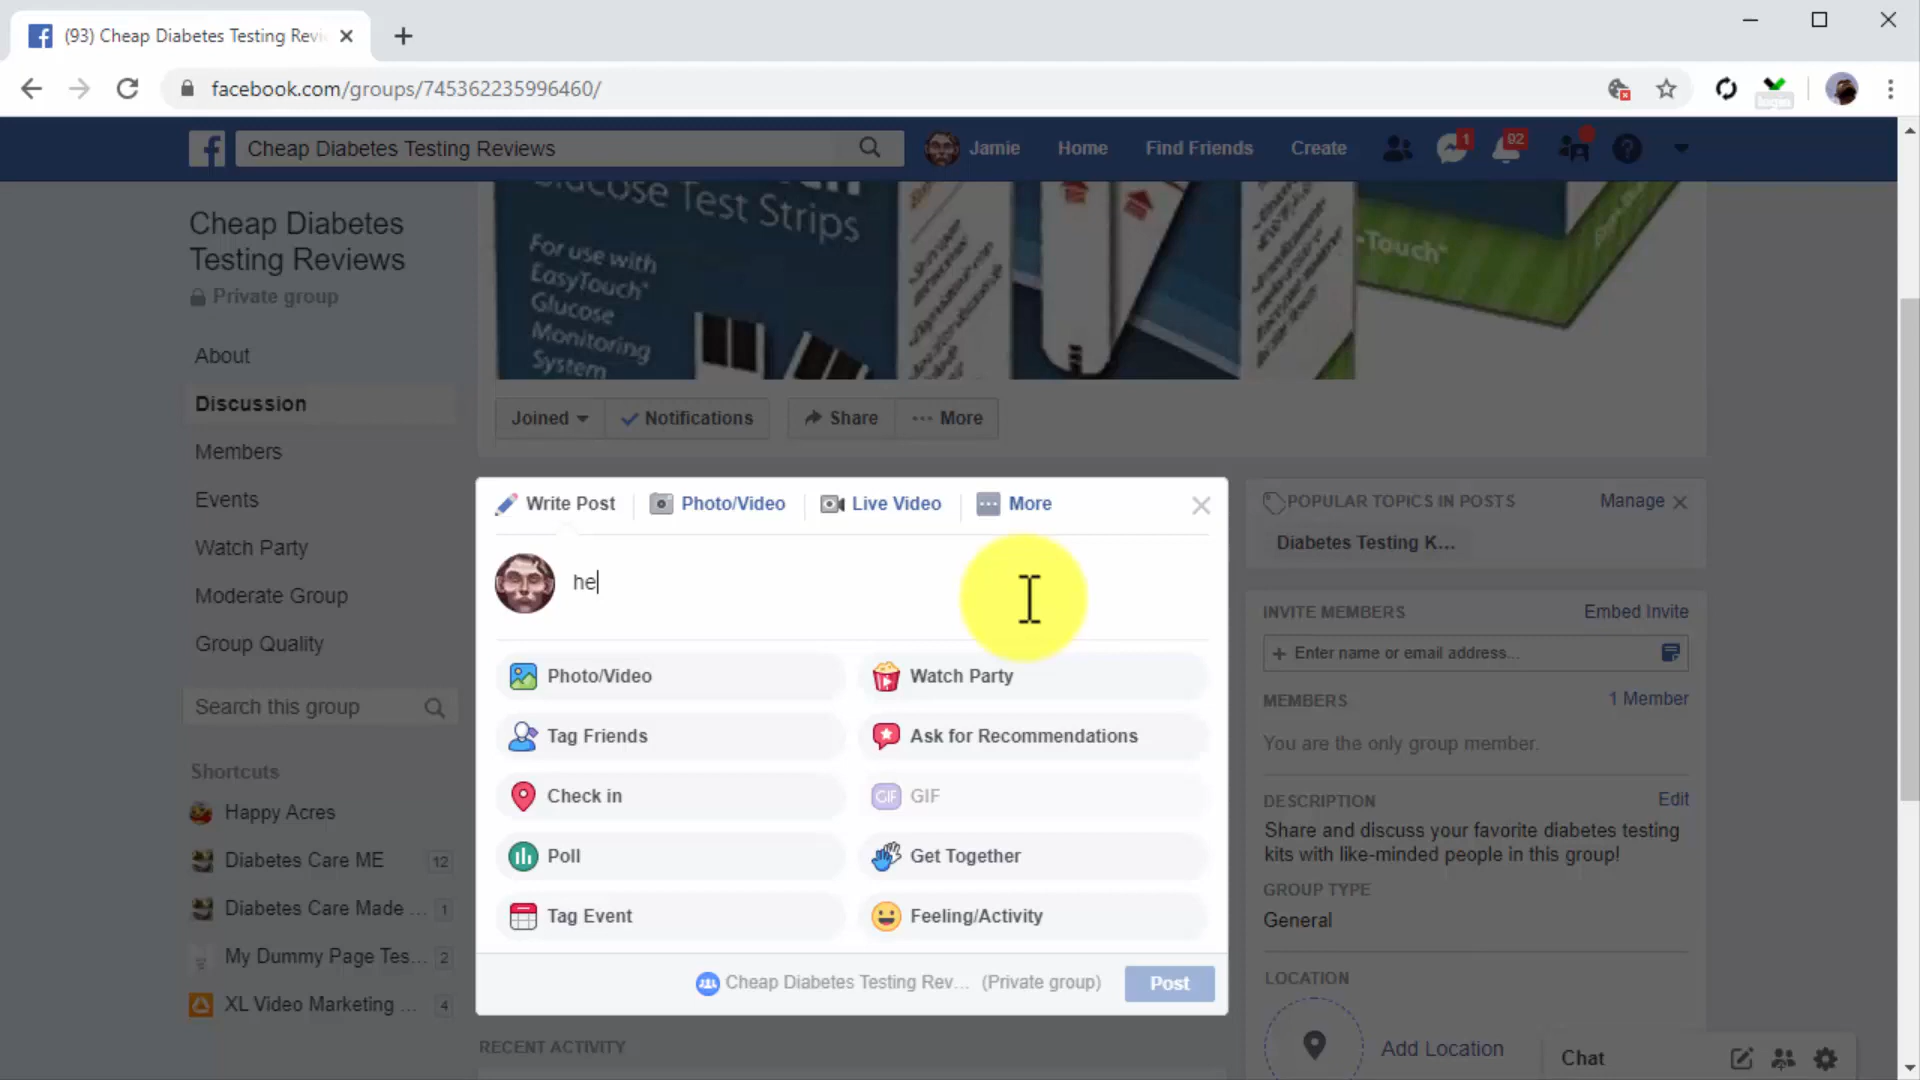 (93) Cheap Diabetes Testing Revi
facebook.com/groups/745362235996460/
login
Cheap Diabetes Testing Reviews
Jamie
Home
Find Friends
Create
1
92
Cheap Diabetes
Testing Reviews
Private group
About
Discussion
Members
Events
Watch Party
Moderate Group
Group Quality
Search this group
Shortcuts
Happy Acres
Diabetes Care ME 12
Diabetes Care Made ... 1
My Dummy Page Tes... 2
XL Video Marketing ... 4
Glucose Test Strips
For use with
EasyTouch™
Glucose
Monitoring
System
-Touch™
Joined
Notifications
Share
More
Write Post
Photo/Video
Live Video
More
he
Photo/Video
Watch Party
Tag Friends
Ask for Recommendations
Check in
GIF GIF
Poll
Get Together
Tag Event
Feeling/Activity
Cheap Diabetes Testing Rev... (Private group)
Post
RECENT ACTIVITY
POPULAR TOPICS IN POSTS
Manage
Diabetes Testing K...
INVITE MEMBERS
Embed Invite
+ Enter name or email address...
MEMBERS
1 Member
You are the only group member.
DESCRIPTION
Edit
Share and discuss your favorite diabetes testing
kits with like-minded people in this group!
GROUP TYPE
General
LOCATION
Add Location
Chat